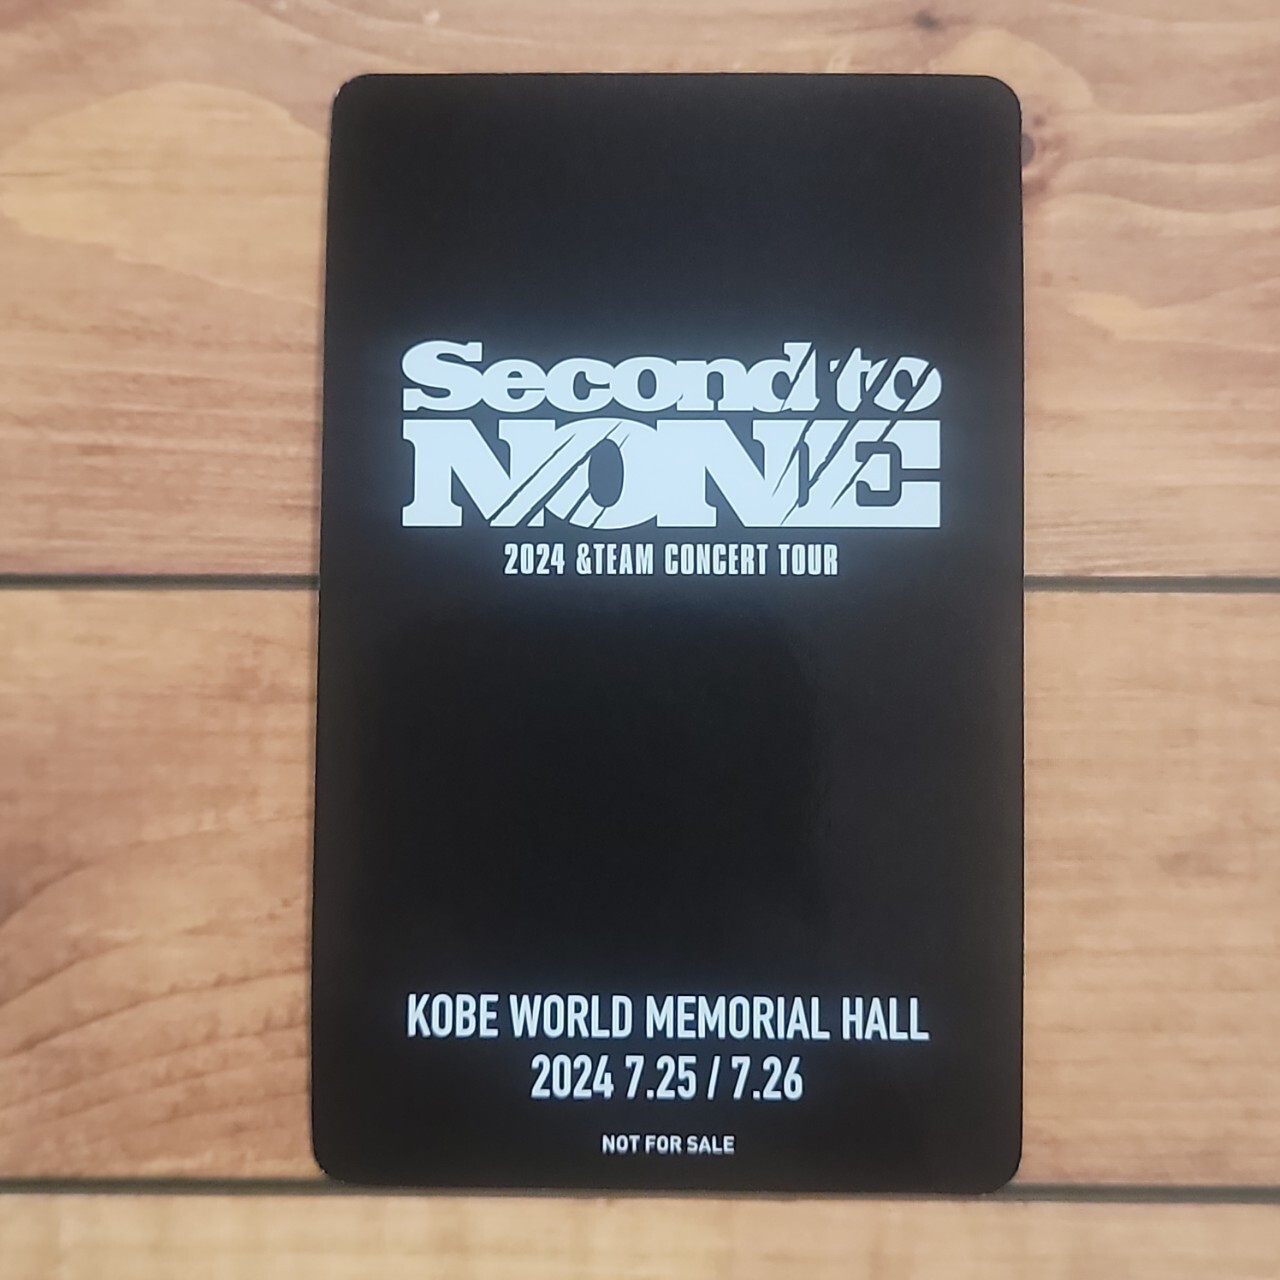 Second to
NONE
2024 &TEAM CONCERT TOUR
KOBE WORLD MEMORIAL HALL
2024 7.25 / 7.26
NOT FOR SALE